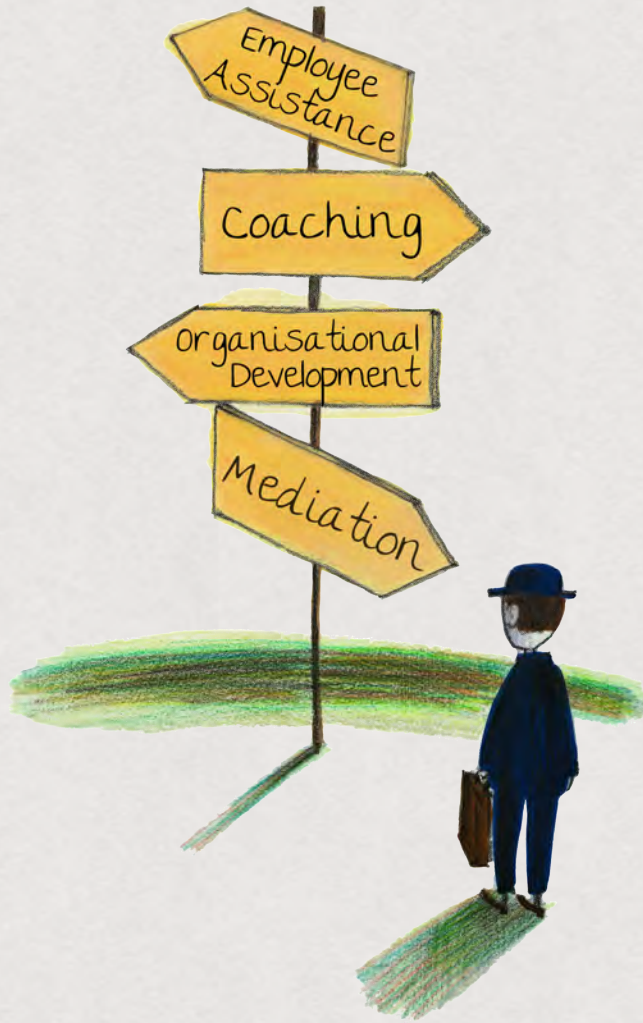 Employee
Assistance
Coaching
Organisational
Development
Mediation